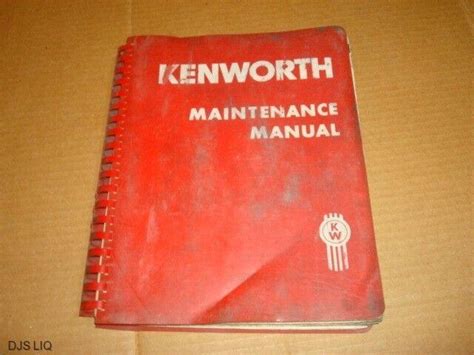 KENWORTH
MAINTENANCE
MANUAL
KW
DJS LIQ